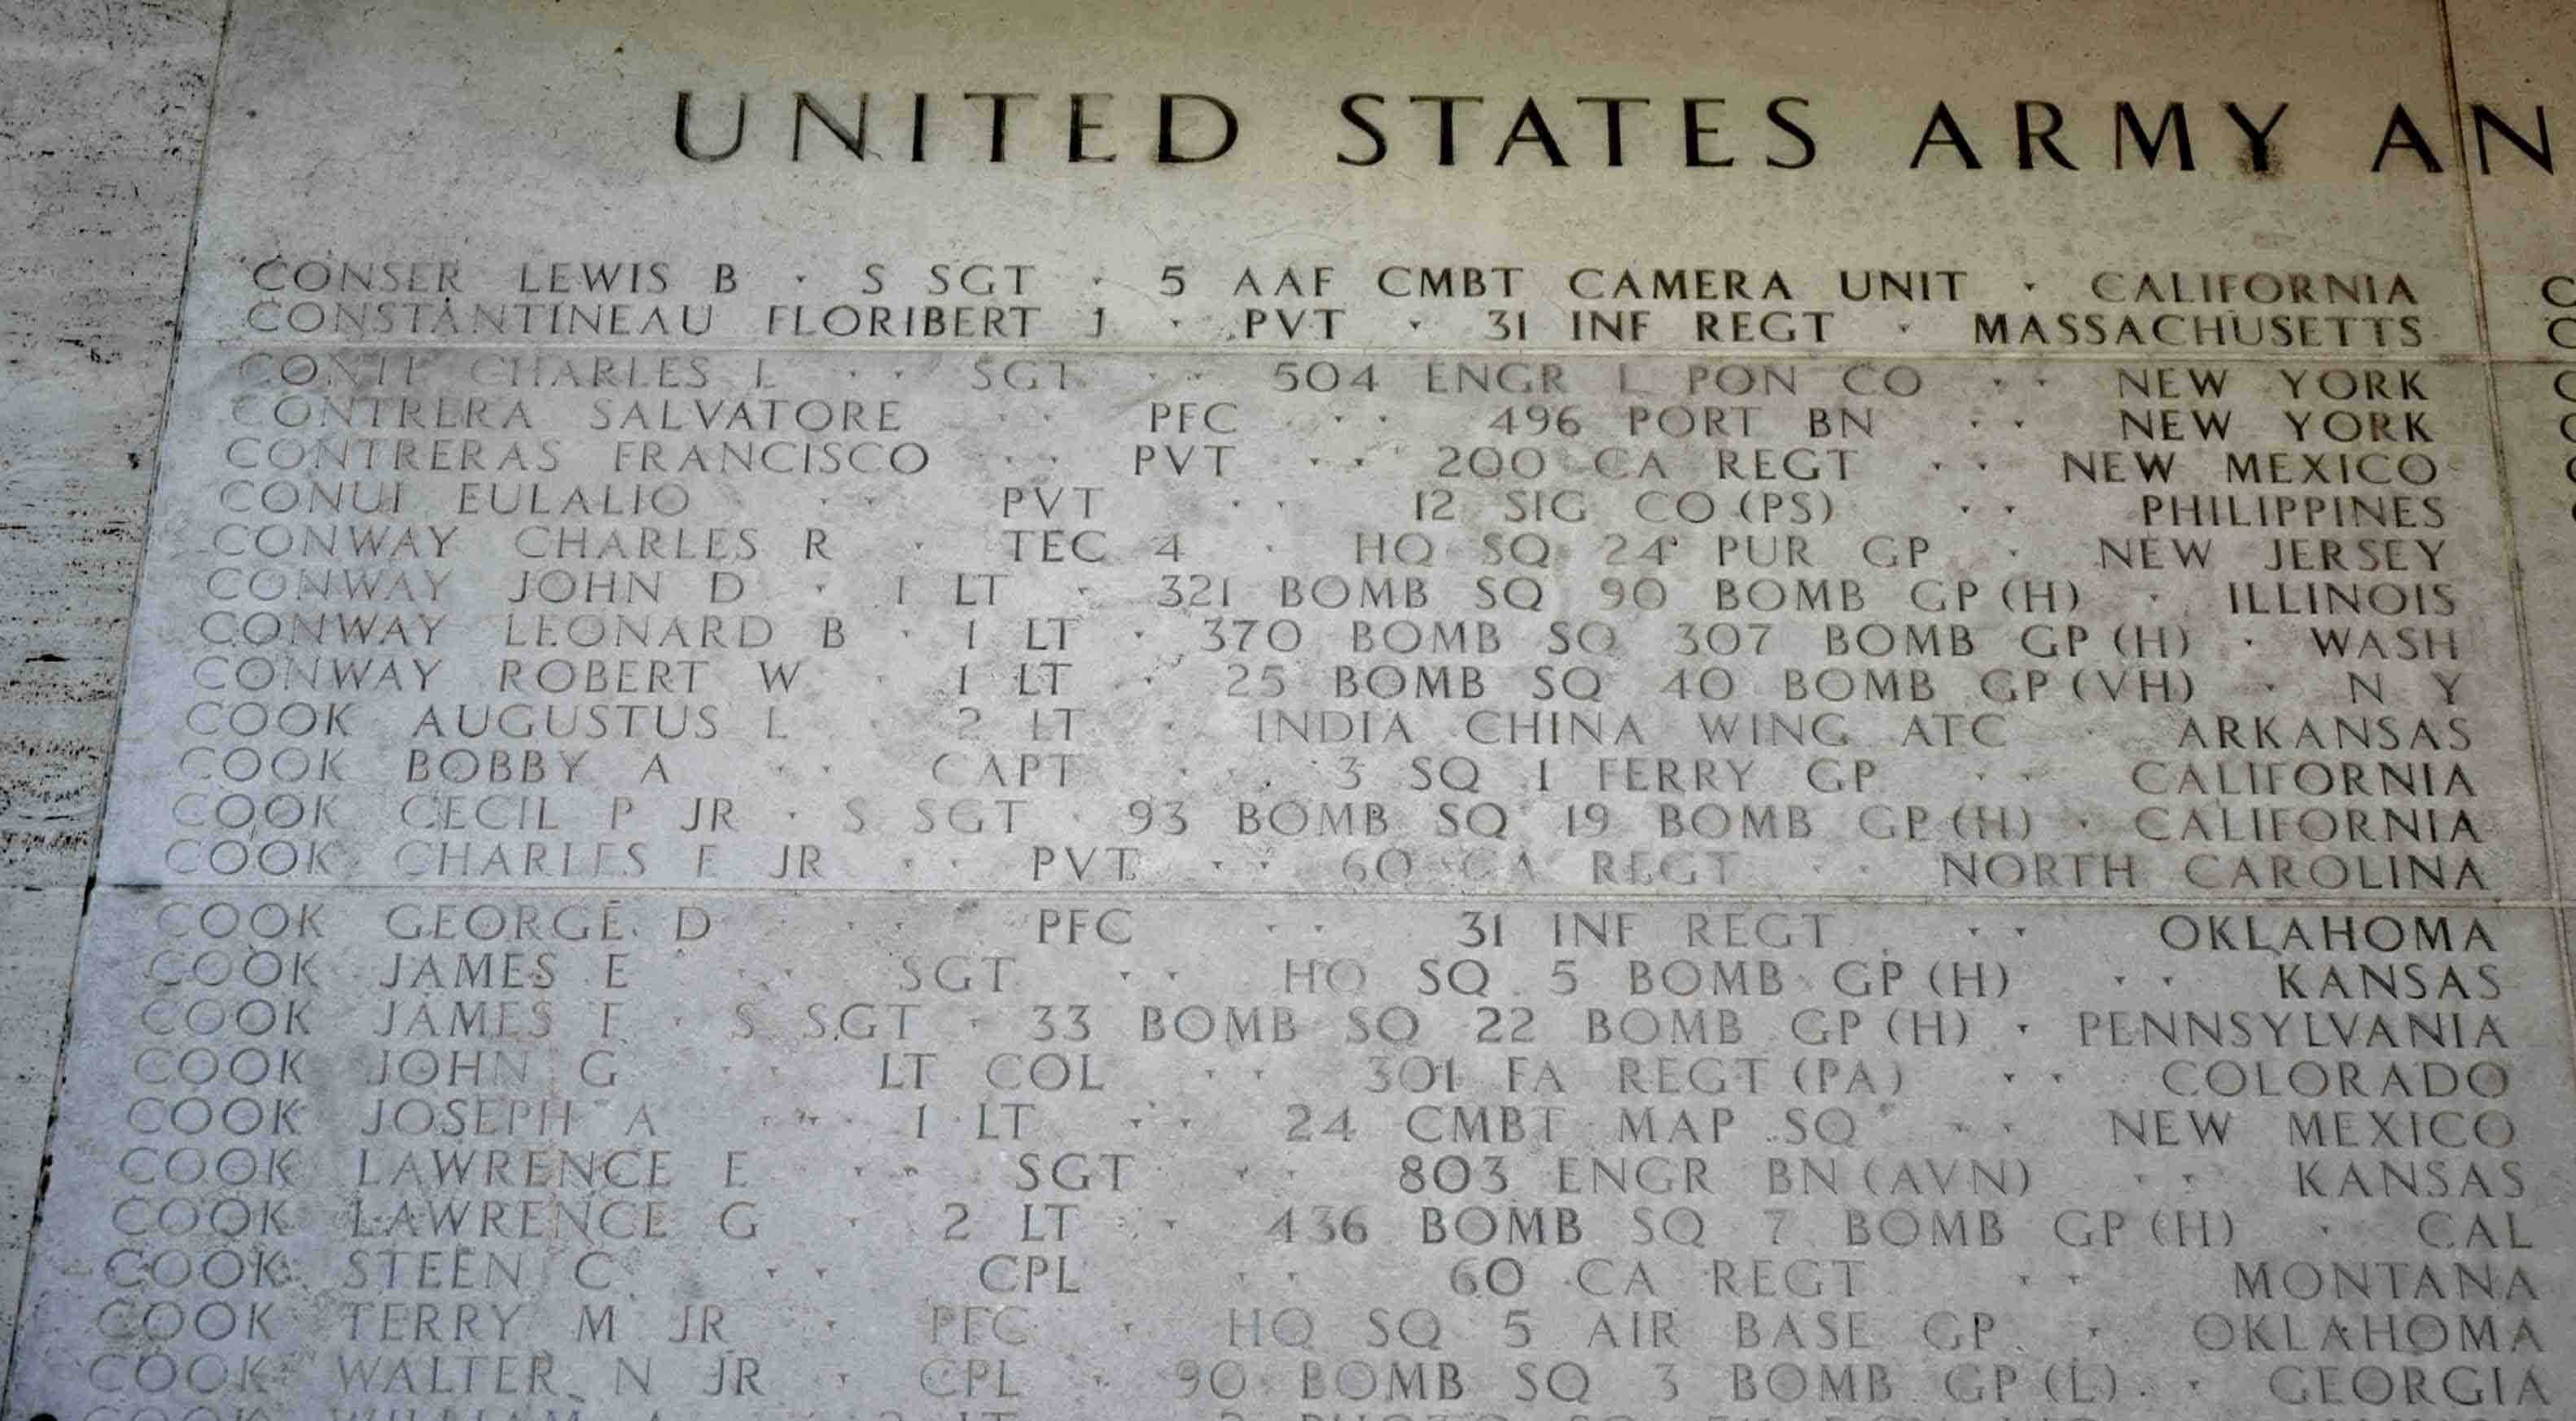 UNITED STATES ARMY AN
CONSER LEWIS B · S SGT · 5 AAF CMBT CAMERA UNIT · CALIFORNIA
CONSTANTINEAU FLORIBERT J · PVT · 31 INF REGT · MASSACHUSETTS
CONTI CHARLES L · · SGT · · 504 ENGR L PON CO · · NEW YORK
CONTRERA SALVATORE · · PFC · · 496 PORT BN · · NEW YORK
CONTRERAS FRANCISCO · · PVT · · 200 CA REGT · · NEW MEXICO
CONUI EULALIO · · PVT · · 12 SIG CO (PS) · · PHILIPPINES
CONWAY CHARLES R · TEC 4 · HQ SQ 24 PUR GP · NEW JERSEY
CONWAY JOHN D · 1 LT · 321 BOMB SQ 90 BOMB GP (H) · ILLINOIS
CONWAY LEONARD B · 1 LT · 370 BOMB SQ 307 BOMB GP (H) · WASH
CONWAY ROBERT W · 1 LT · 25 BOMB SQ 40 BOMB GP (VH) · N Y
COOK AUGUSTUS L · 2 LT · INDIA CHINA WING ATC · ARKANSAS
COOK BOBBY A · · CAPT · · 3 SQ 1 FERRY GP · · CALIFORNIA
COOK CECIL P JR · S SGT · 93 BOMB SQ 19 BOMB GP (H) · CALIFORNIA
COOK CHARLES JR · · PVT · · 60 CA REGT · · NORTH CAROLINA
COOK GEORGE D · · PFC · · 31 INF REGT · · OKLAHOMA
COOK JAMES E · · SGT · · HQ SQ 5 BOMB GP (H) · · KANSAS
COOK JAMES F · S SGT · 33 BOMB SQ 22 BOMB GP (H) · PENNSYLVANIA
COOK JOHN G · · LT COL · · 301 FA REGT (PA) · · COLORADO
COOK JOSEPH A · · 1 LT · · 24 CMBT MAP SQ · · NEW MEXICO
COOK LAWRENCE E · · SGT · · 803 ENGR BN (AVN) · · KANSAS
COOK LAWRENCE G · 2 LT · 436 BOMB SQ 7 BOMB GP (H) · CAL
COOK STEEN C · · CPL · · 60 CA REGT · · MONTANA
COOK TERRY M JR · PFC · HQ SQ 5 AIR BASE GP · OKLAHOMA
COOK WALTER N JR · CPL · 90 BOMB SQ 3 BOMB GP (L) · GEORGIA